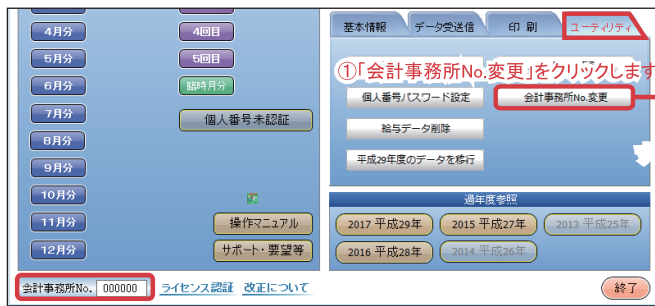 4月分
5月分
6月分
7月分
8月分
9月分
10月分
11月分
12月分
4回目
5回目
臨時月分
個人番号未認証
操作マニュアル
サポート・要望等
会計事務所No. 000000
ライセンス認証 改正について
基本情報 データ受送信 印 刷 ユーティリティ
①「会計事務所No.変更」をクリックします
個人番号パスワード設定 会計事務所No.変更
給与データ削除
平成29年度のデータを移行
過年度参照
2017 平成29年 2015 平成27年 2013 平成25年
2016 平成28年 2014 平成26年
終了